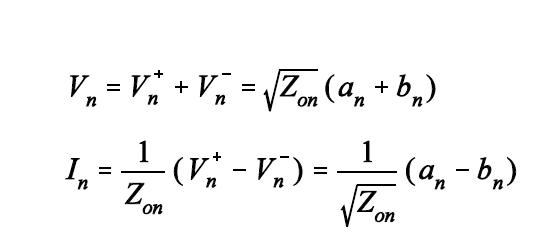 V_n = V_n^+ + V_n^- = √Z_on (a_n + b_n)
I_n = 1/Z_on (V_n^+ − V_n^-) = 1/√Z_on (a_n − b_n)